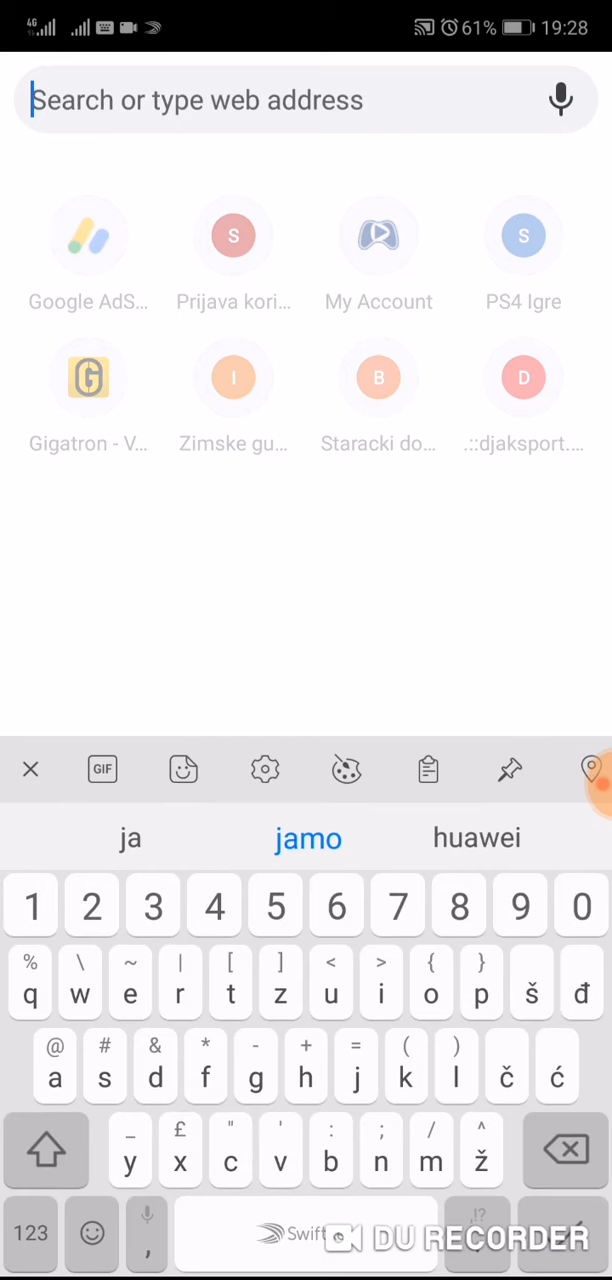 4G 61% 19:28
Search or type web address
S S
Google AdS... Prijava kori... My Account PS4 Igre
G I B D
Gigatron - V... Zimske gu... Staracki do... .::djaksport....
GIF
ja jamo huawei
1 2 3 4 5 6 7 8 9 0
% \ ~ | [ ] < > { }
q w e r t z u i o p š đ
@ # & * - + = ( )
a s d f g h j k l č ć
_ £ " ' : ; / ^
y x c v b n m ž
123 , Swift !?
DU RECORDER